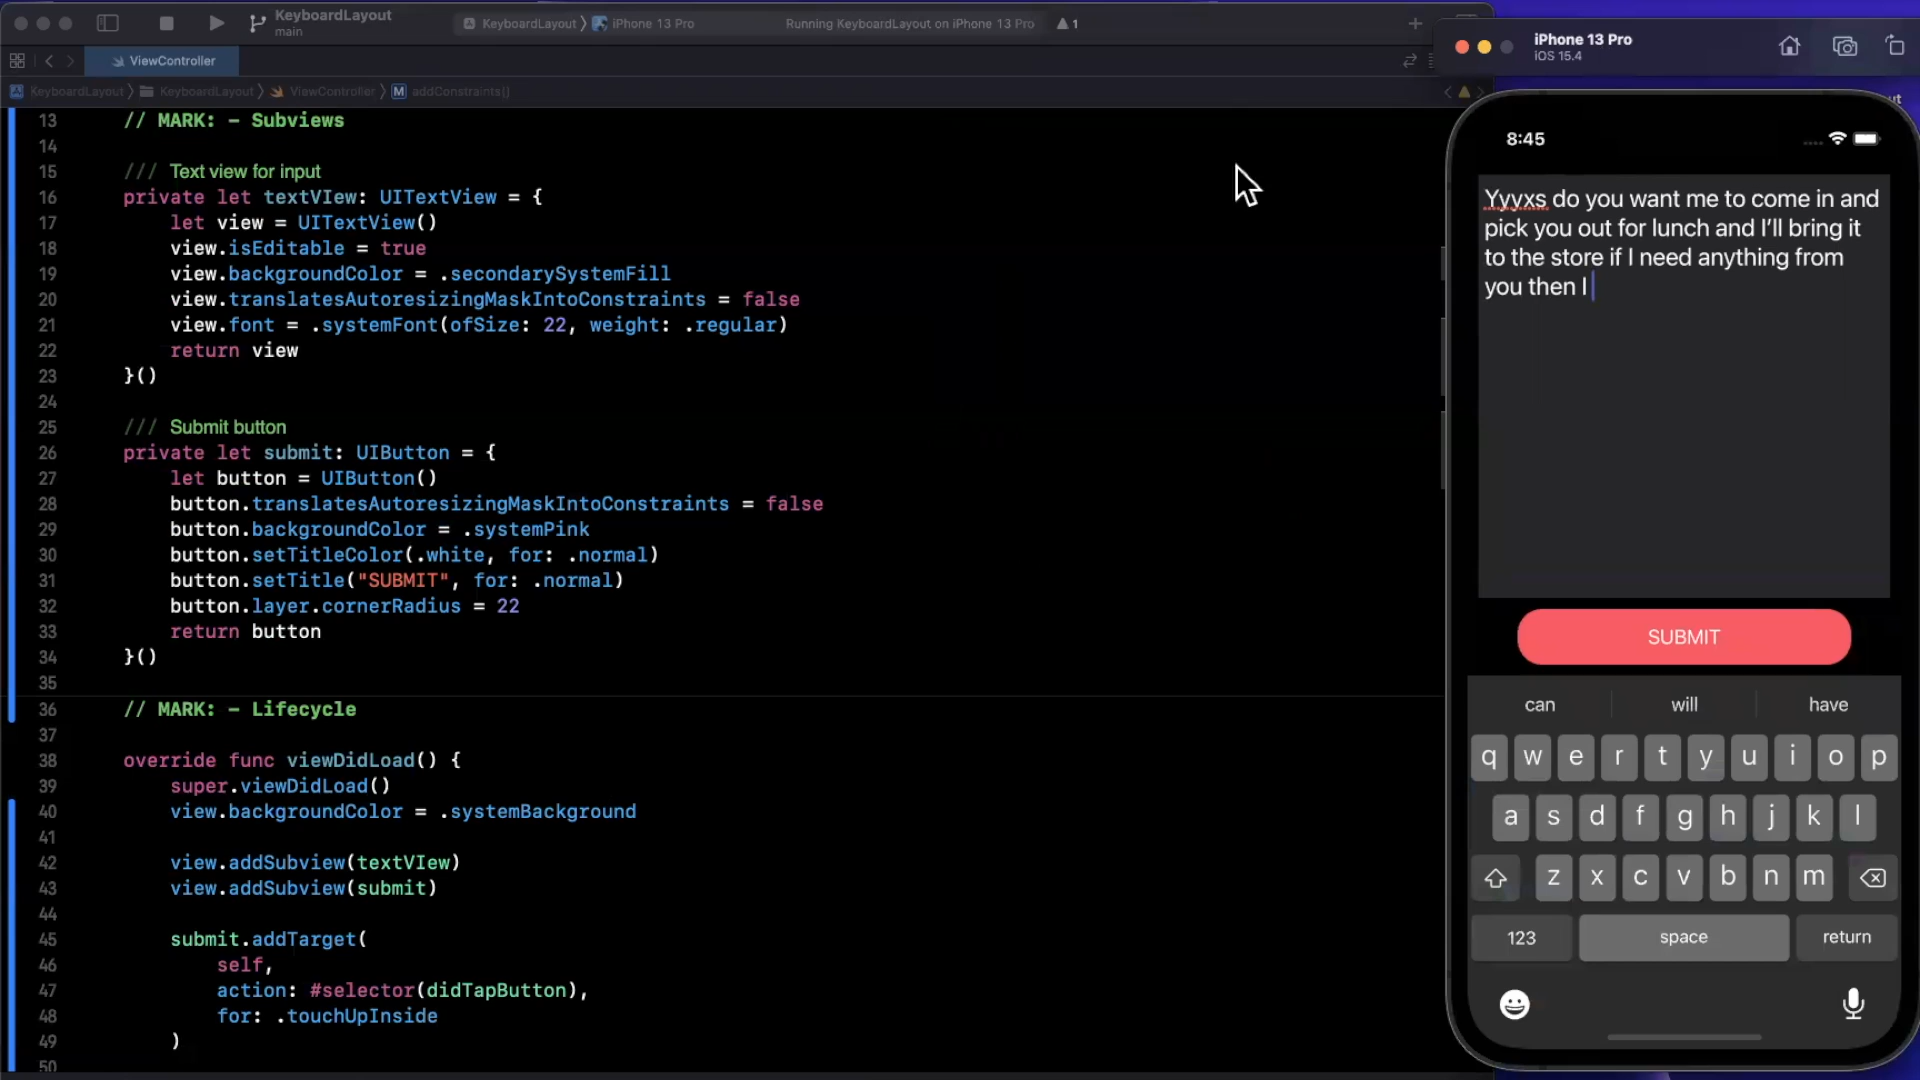 KeyboardLayout
main
KeyboardLayout
iPhone 13 Pro
Running KeyboardLayout on iPhone 13 Pro
1
ViewController
KeyboardLayout
KeyboardLayout
ViewController
M addConstraints()
13 // MARK: - Subviews
14
15 /// Text view for input
16 private let textVIew: UITextView = {
17 let view = UITextView()
18 view.isEditable = true
19 view.backgroundColor = .secondarySystemFill
20 view.translatesAutoresizingMaskIntoConstraints = false
21 view.font = .systemFont(ofSize: 22, weight: .regular)
22 return view
23 }()
24
25 /// Submit button
26 private let submit: UIButton = {
27 let button = UIButton()
28 button.translatesAutoresizingMaskIntoConstraints = false
29 button.backgroundColor = .systemPink
30 button.setTitleColor(.white, for: .normal)
31 button.setTitle("SUBMIT", for: .normal)
32 button.layer.cornerRadius = 22
33 return button
34 }()
35
36 // MARK: - Lifecycle
37
38 override func viewDidLoad() {
39 super.viewDidLoad()
40 view.backgroundColor = .systemBackground
41
42 view.addSubview(textVIew)
43 view.addSubview(submit)
44
45 submit.addTarget(
46 self,
47 action: #selector(didTapButton),
48 for: .touchUpInside
49 )
50
iPhone 13 Pro
iOS 15.4
8:45
Yyvxs do you want me to come in and
pick you out for lunch and I’ll bring it
to the store if I need anything from
you then I
SUBMIT
can will have
q w e r t y u i o p
a s d f g h j k l
z x c v b n m
123 space return